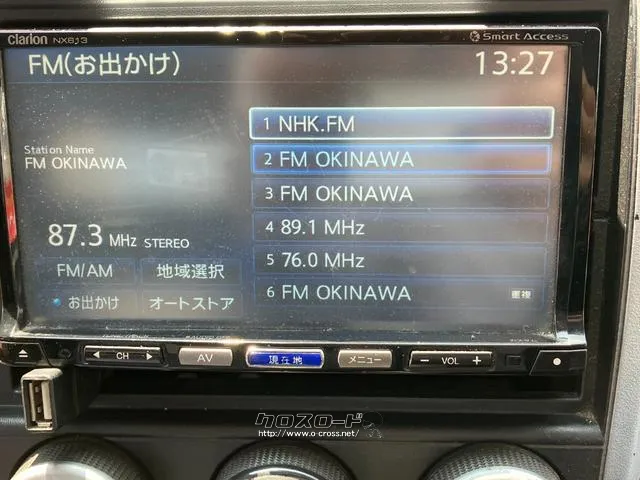 Clarion NX613
Smart Access
FM(お出かけ)
13:27
Station Name
FM OKINAWA
87.3 MHz STEREO
FM/AM
地域選択
お出かけ
オートストア
1 NHK.FM
2 FM OKINAWA
3 FM OKINAWA
4 89.1 MHz
5 76.0 MHz
6 FM OKINAWA 重複
CH
AV
現在地
メニュー
− VOL +
クロスロード
http://www.o-cross.net/